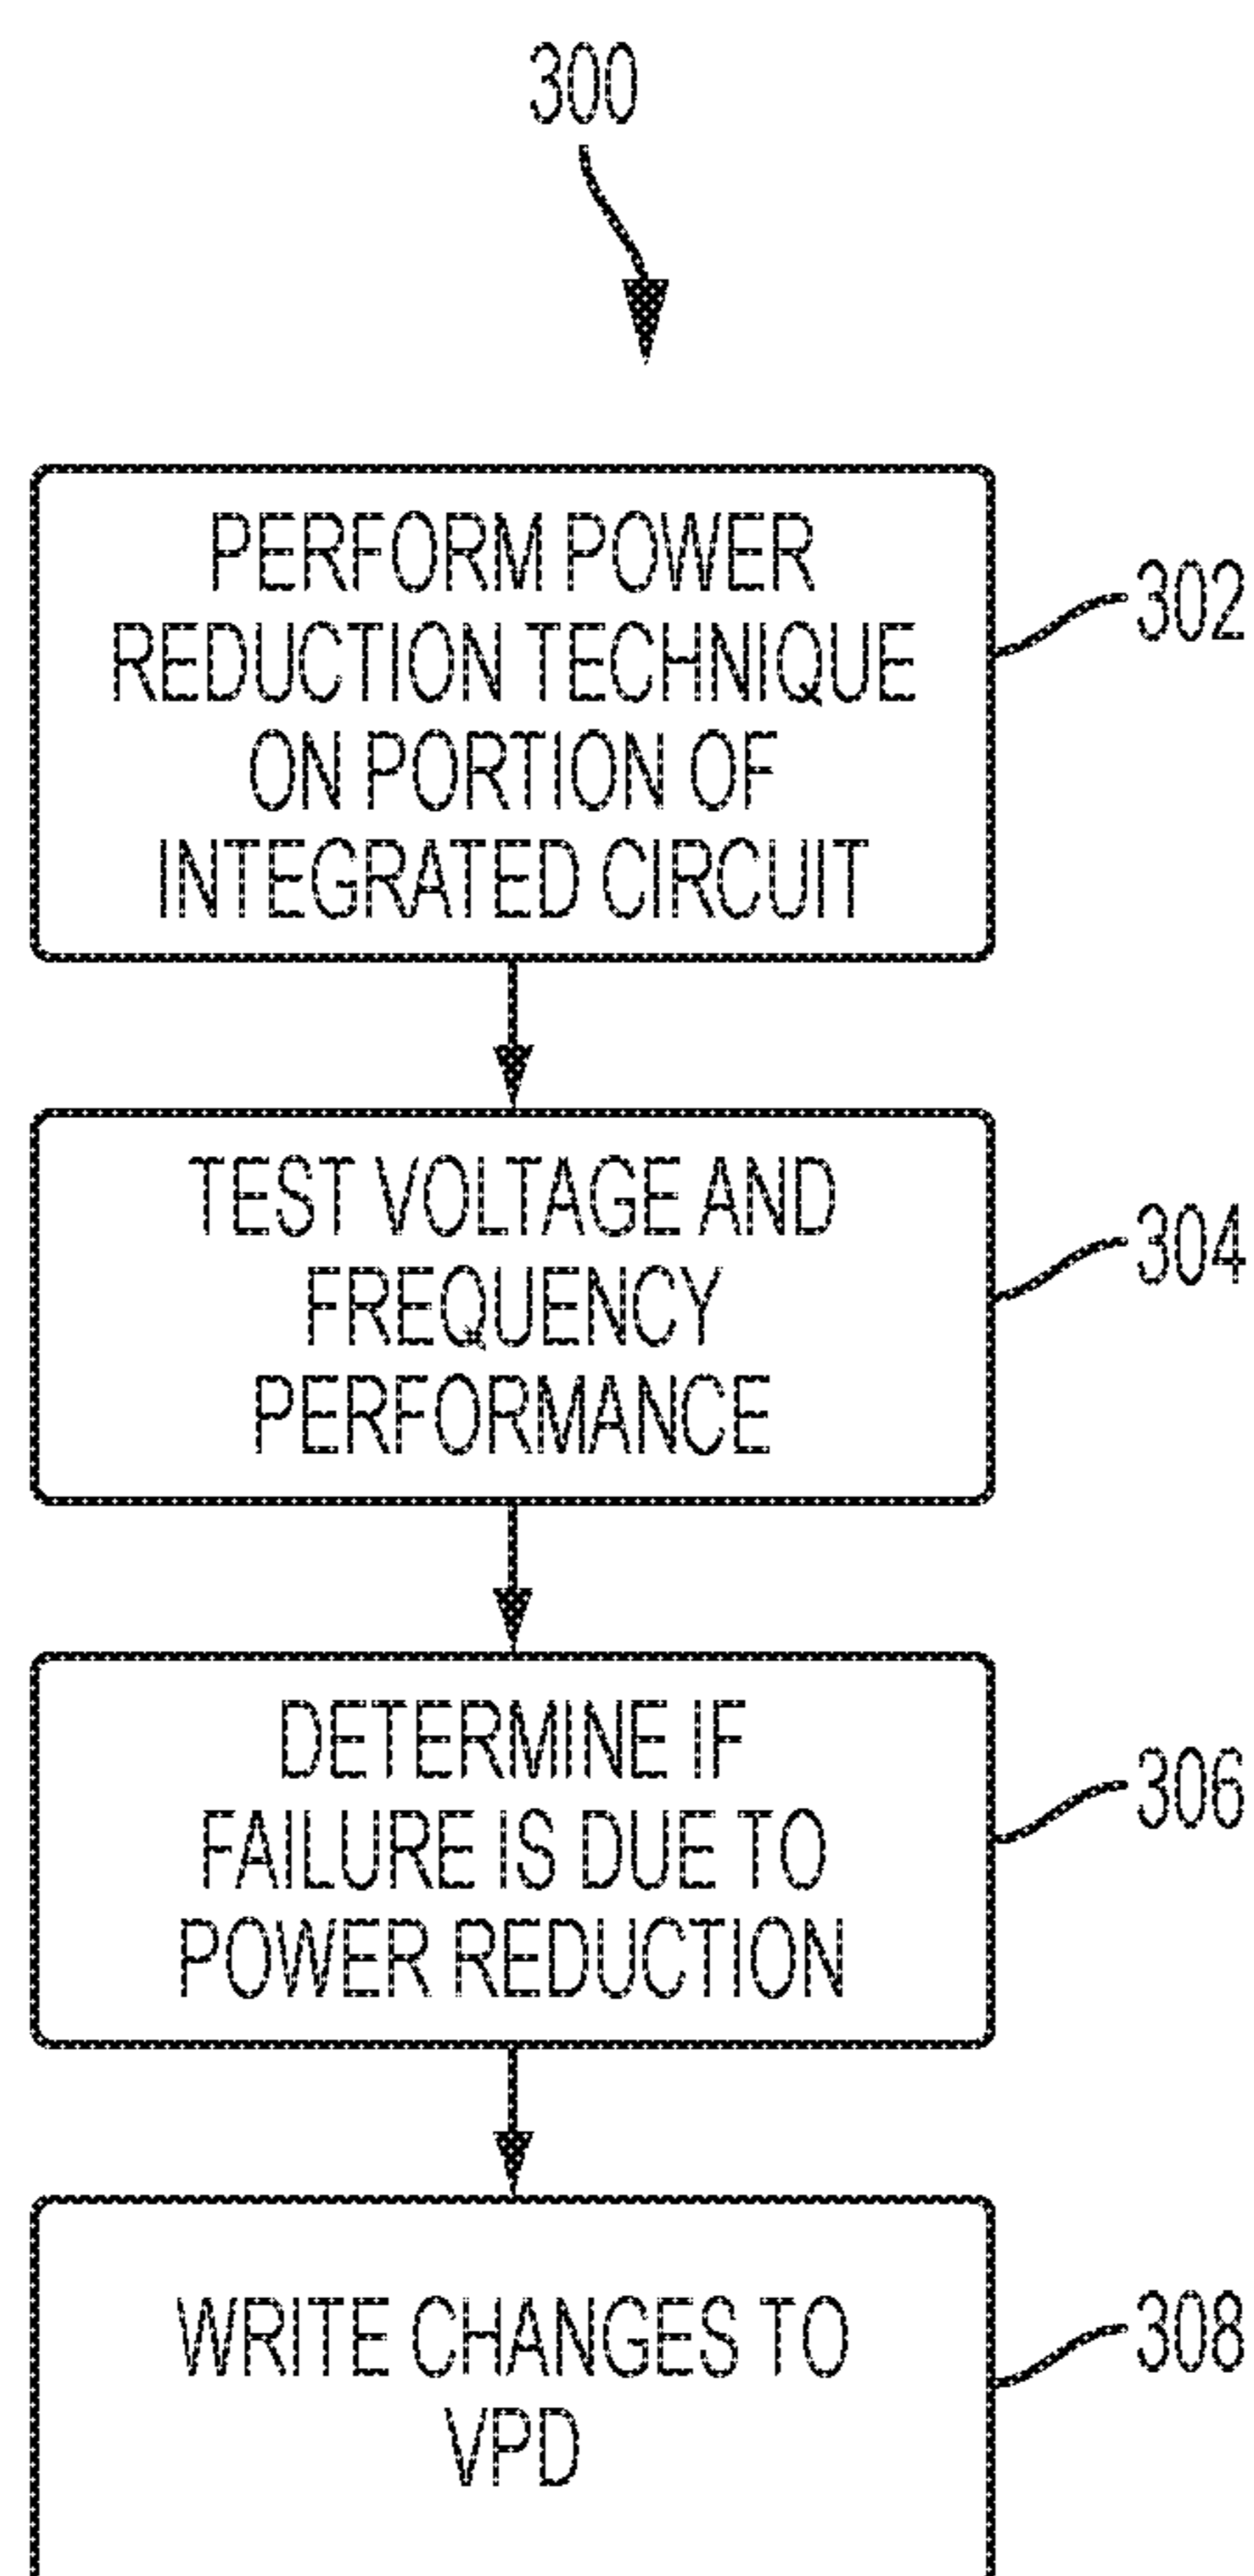 300
PERFORM POWER
REDUCTION TECHNIQUE
ON PORTION OF
INTEGRATED CIRCUIT
302
TEST VOLTAGE AND
FREQUENCY
PERFORMANCE
304
DETERMINE IF
FAILURE IS DUE TO
POWER REDUCTION
306
WRITE CHANGES TO
VPD
308